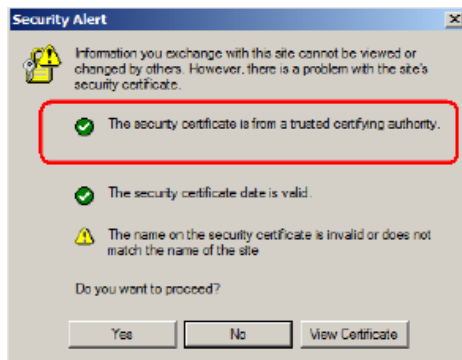 Security Alert
Information you exchange with this site cannot be viewed or
changed by others. However, there is a problem with the site's
security certificate.
The security certificate is from a trusted certifying authority.
The security certificate date is valid.
The name on the security certificate is invalid or does not
match the name of the site
Do you want to proceed?
Yes
No
View Certificate